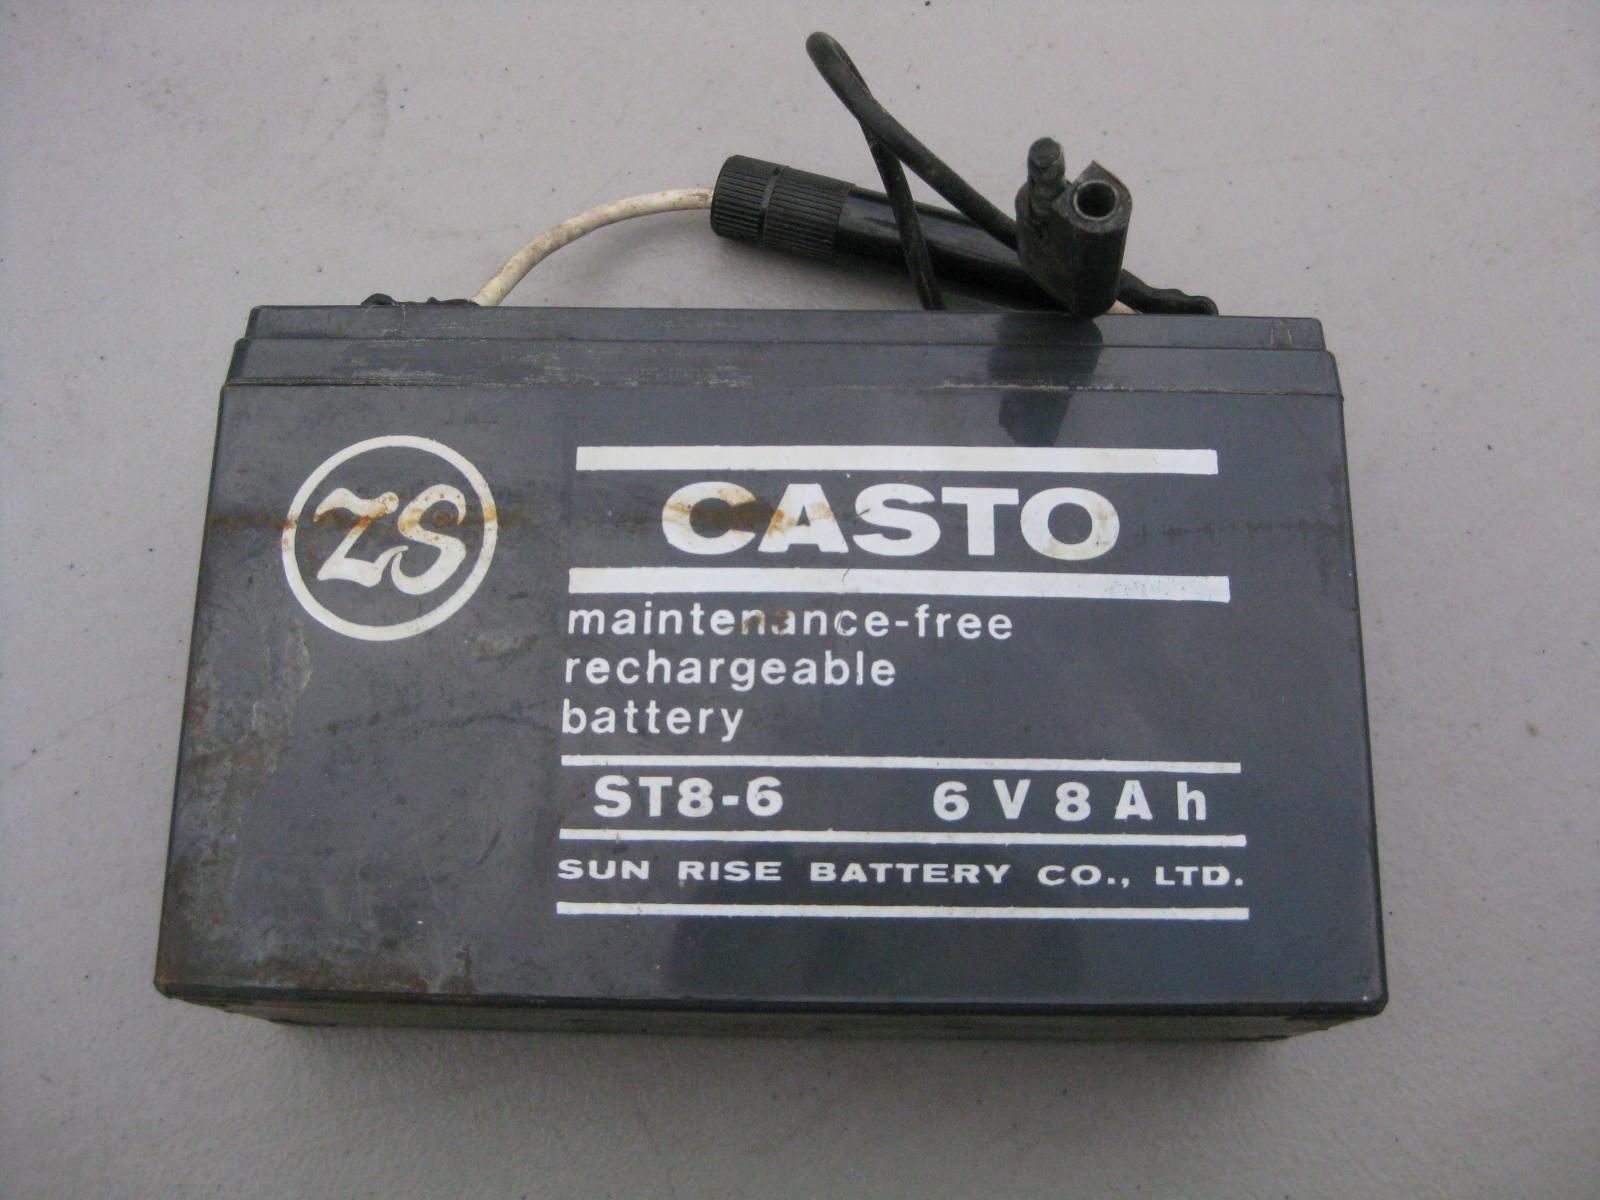 ZS
CASTO
maintenance-free
rechargeable
battery
ST8-6 6V8Ah
SUN RISE BATTERY CO., LTD.